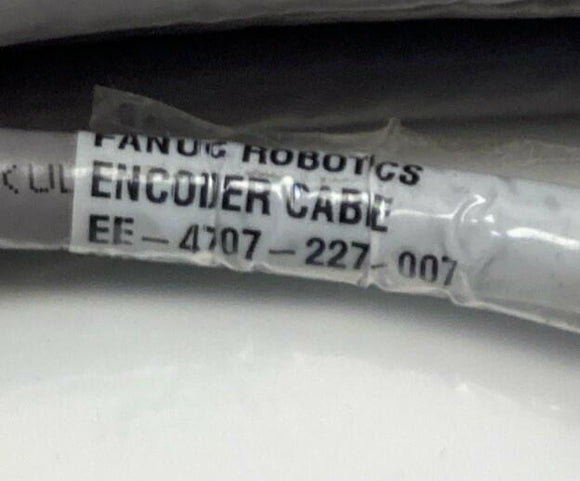 FANUC ROBOTICS
ENCODER CABLE
EE-4707-227-007